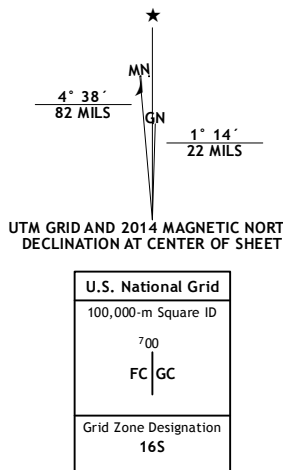 ★
MN
4° 38´
82 MILS
GN
1° 14´
22 MILS
UTM GRID AND 2014 MAGNETIC NORT
DECLINATION AT CENTER OF SHEET
U.S. National Grid
100,000-m Square ID
⁷00
FC GC
Grid Zone Designation
16S